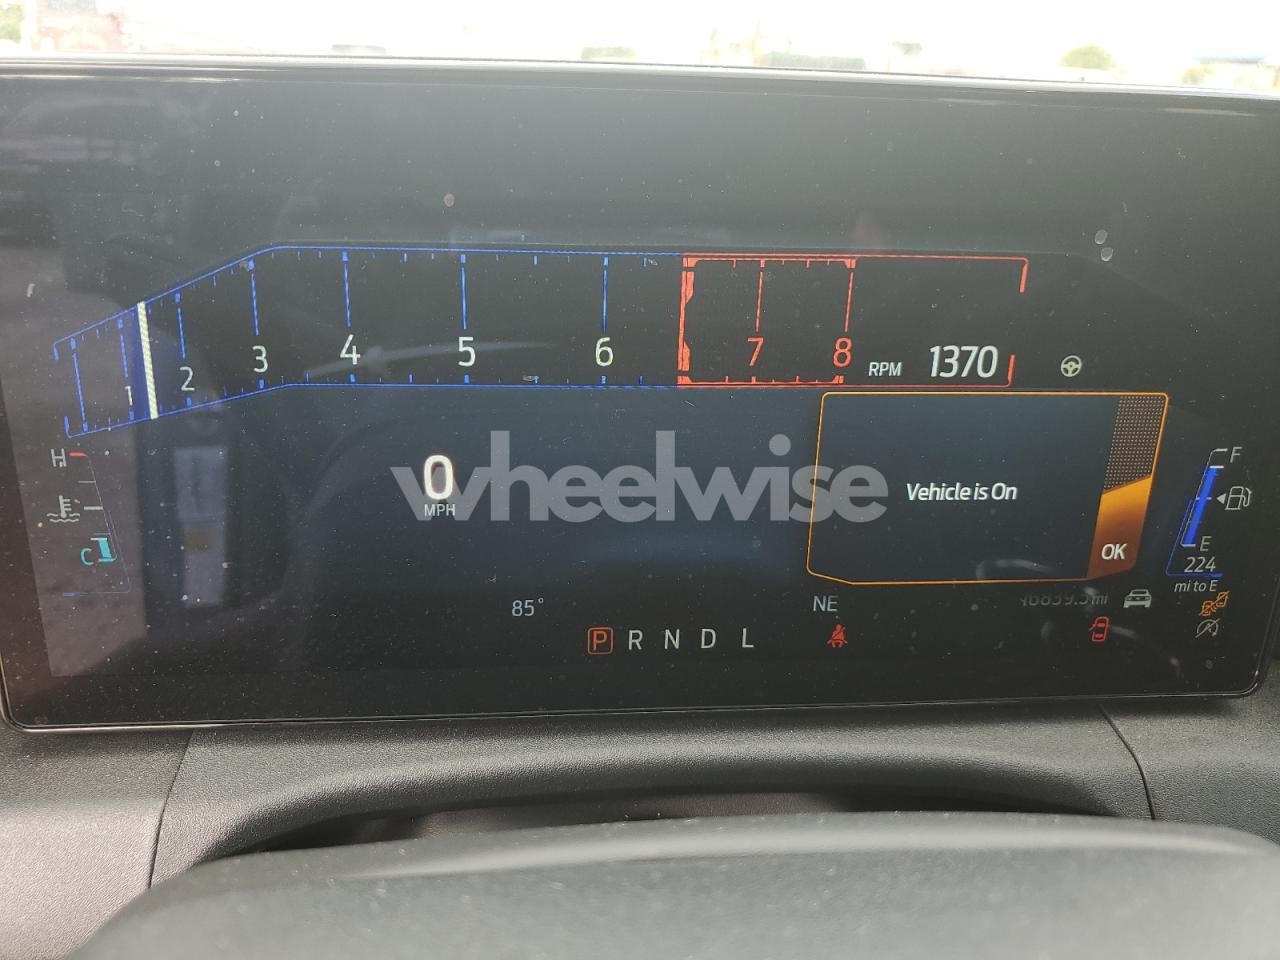 1 2 3 4 5 6 7 8 RPM 1370
H
C
0
MPH
wheelwise
Vehicle is On
OK
F
E
224
mi to E
85°
NE
mi
P R N D L